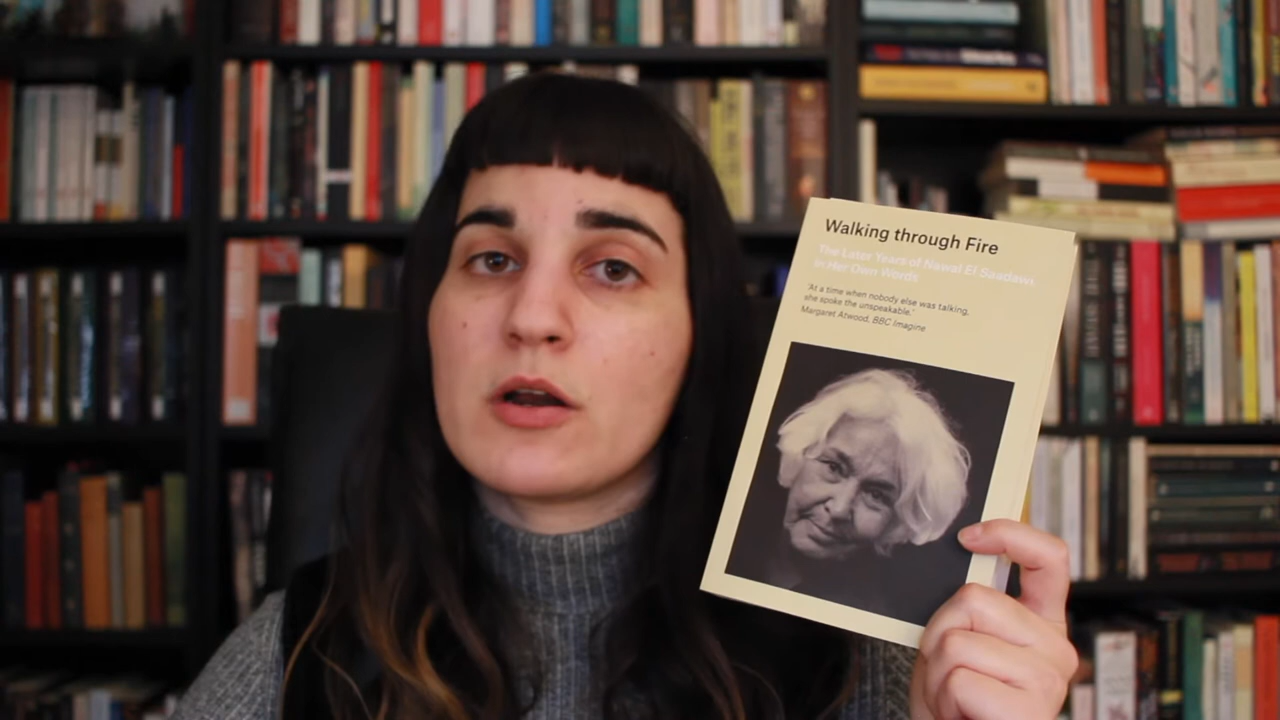 Walking through Fire
The Later Years of Nawal El Saadawi
In Her Own Words
'At a time when nobody else was talking,
she spoke the unspeakable.'
Margaret Atwood, BBC Imagine